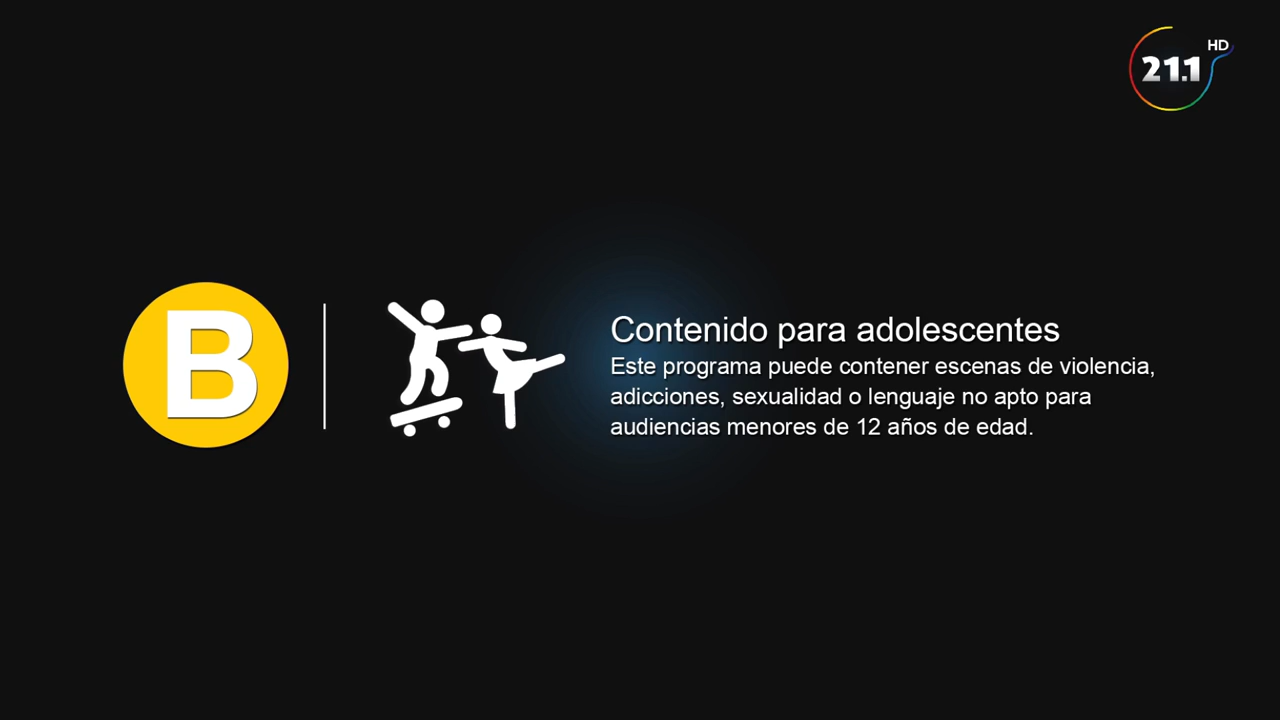 HD
21.1
B
Contenido para adolescentes
Este programa puede contener escenas de violencia,
adicciones, sexualidad o lenguaje no apto para
audiencias menores de 12 años de edad.